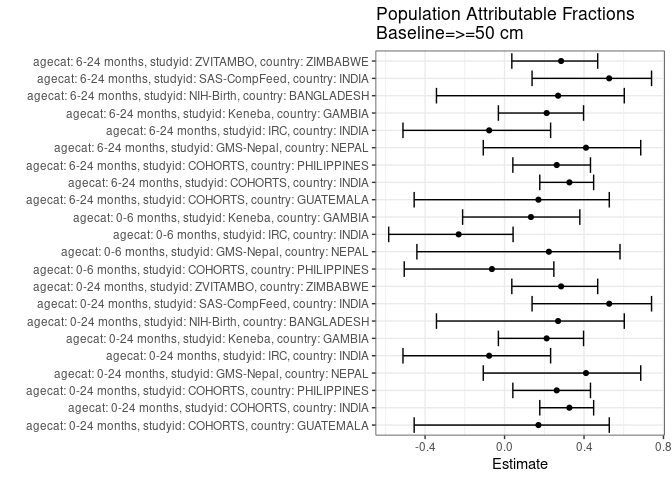 Population Attributable Fractions
Baseline=>=50 cm
agecat: 6-24 months, studyid: ZVITAMBO, country: ZIMBABWE
agecat: 6-24 months, studyid: SAS-CompFeed, country: INDIA
agecat: 6-24 months, studyid: NIH-Birth, country: BANGLADESH
agecat: 6-24 months, studyid: Keneba, country: GAMBIA
agecat: 6-24 months, studyid: IRC, country: INDIA
agecat: 6-24 months, studyid: GMS-Nepal, country: NEPAL
agecat: 6-24 months, studyid: COHORTS, country: PHILIPPINES
agecat: 6-24 months, studyid: COHORTS, country: INDIA
agecat: 6-24 months, studyid: COHORTS, country: GUATEMALA
agecat: 0-6 months, studyid: Keneba, country: GAMBIA
agecat: 0-6 months, studyid: IRC, country: INDIA
agecat: 0-6 months, studyid: GMS-Nepal, country: NEPAL
agecat: 0-6 months, studyid: COHORTS, country: PHILIPPINES
agecat: 0-24 months, studyid: ZVITAMBO, country: ZIMBABWE
agecat: 0-24 months, studyid: SAS-CompFeed, country: INDIA
agecat: 0-24 months, studyid: NIH-Birth, country: BANGLADESH
agecat: 0-24 months, studyid: Keneba, country: GAMBIA
agecat: 0-24 months, studyid: IRC, country: INDIA
agecat: 0-24 months, studyid: GMS-Nepal, country: NEPAL
agecat: 0-24 months, studyid: COHORTS, country: PHILIPPINES
agecat: 0-24 months, studyid: COHORTS, country: INDIA
agecat: 0-24 months, studyid: COHORTS, country: GUATEMALA
-0.4 0.0 0.4 0.8
Estimate